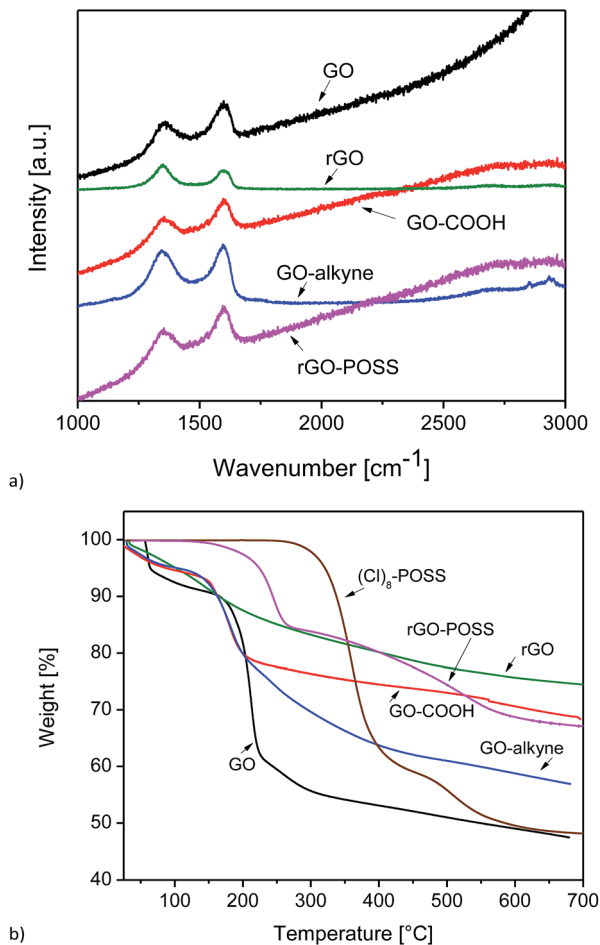 GO
rGO
GO-COOH
GO-alkyne
rGO-POSS
Intensity [a.u.]
1000 1500 2000 2500 3000
Wavenumber [cm-1]
a)
100
90
80
70
60
50
40
(Cl)8-POSS
rGO-POSS
rGO
GO-COOH
GO-alkyne
GO
Weight [%]
100 200 300 400 500 600 700
Temperature [°C]
b)